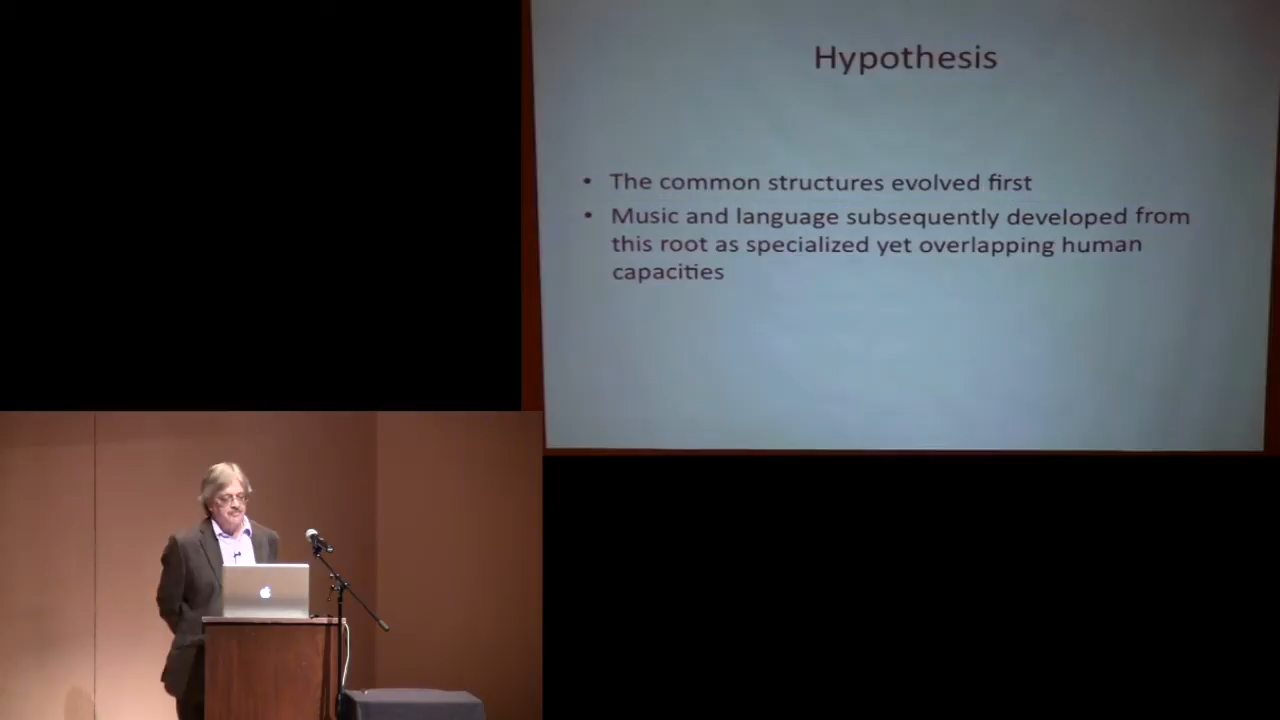 Hypothesis
• The common structures evolved first
• Music and language subsequently developed from
this root as specialized yet overlapping human
capacities